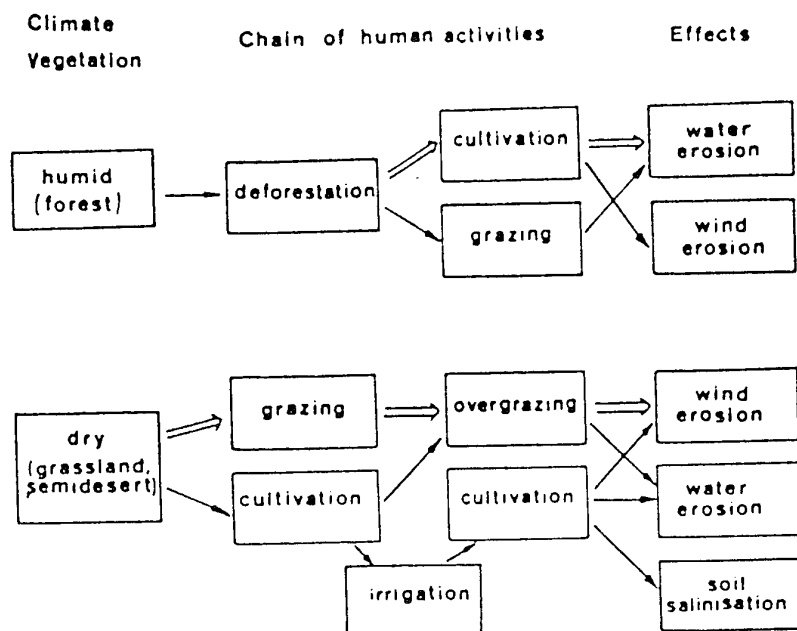 Climate
Vegetation
Chain of human activities
Effects
humid
(forest)
deforestation
cultivation
grazing
water
erosion
wind
erosion
dry
(grassland,
semidesert)
grazing
cultivation
irrigation
overgrazing
cultivation
wind
erosion
water
erosion
soil
salinisation